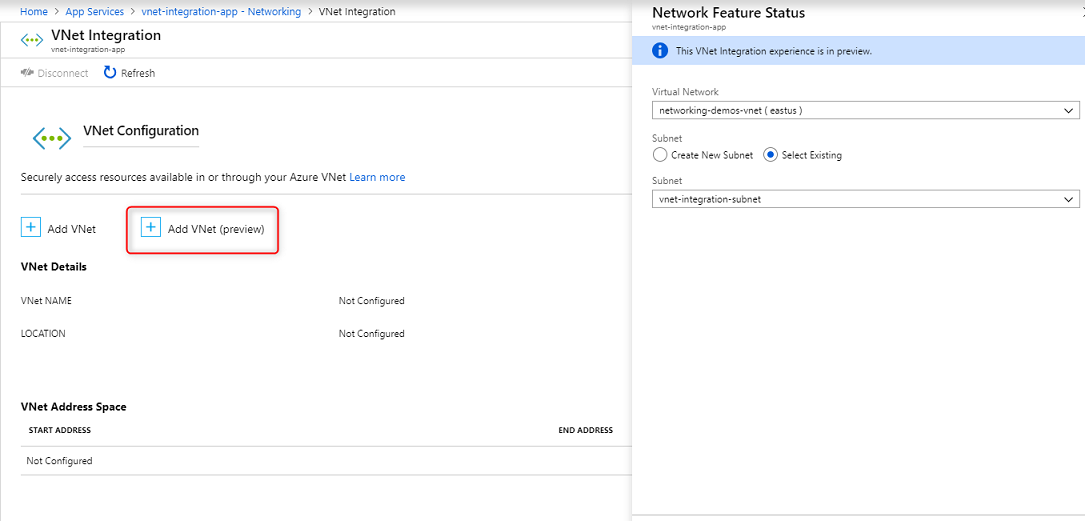 Home > App Services > vnet-integration-app - Networking > VNet Integration
VNet Integration
vnet-integration-app
Disconnect Refresh
VNet Configuration
Securely access resources available in or through your Azure VNet Learn more
Add VNet Add VNet (preview)
VNet Details
VNet NAME Not Configured
LOCATION Not Configured
VNet Address Space
START ADDRESS END ADDRESS
Not Configured
Network Feature Status
vnet-integration-app
This VNet Integration experience is in preview.
Virtual Network
networking-demos-vnet ( eastus )
Subnet
Create New Subnet Select Existing
Subnet
vnet-integration-subnet